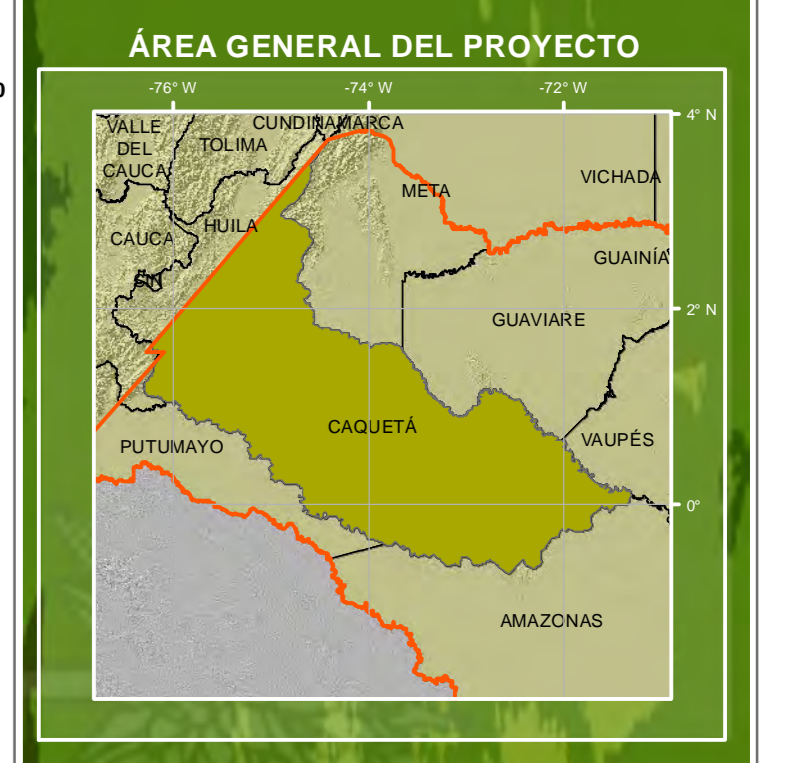 ÁREA GENERAL DEL PROYECTO
-76° W
-74° W
-72° W
VALLE
DEL
CAUCA
TOLIMA
CUNDINAMARCA
4° N
META
VICHADA
HUILA
CAUCA
GUAINÍA
SIN
2° N
GUAVIARE
CAQUETÁ
PUTUMAYO
VAUPÉS
0°
AMAZONAS